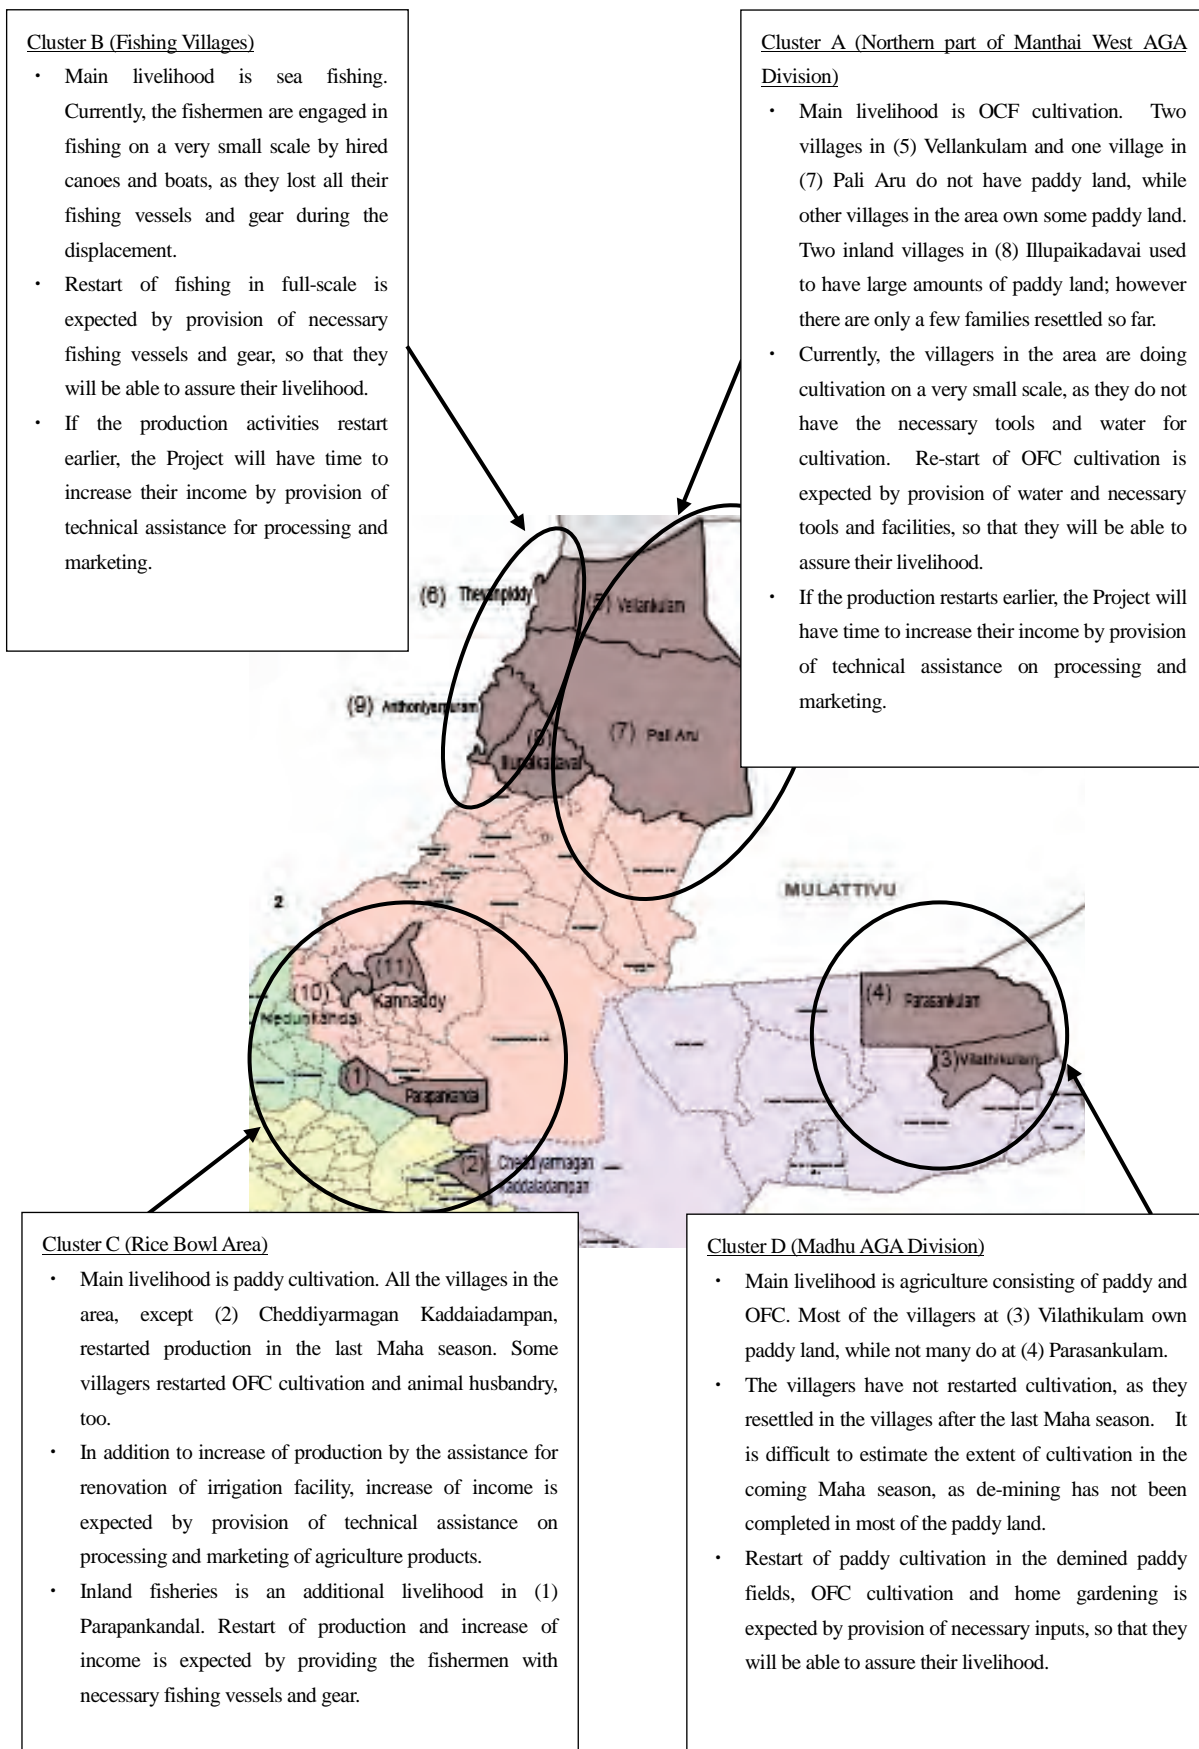 Cluster B (Fishing Villages)
・ Main livelihood is sea fishing.
Currently, the fishermen are engaged in
fishing on a very small scale by hired
canoes and boats, as they lost all their
fishing vessels and gear during the
displacement.
・ Restart of fishing in full-scale is
expected by provision of necessary
fishing vessels and gear, so that they
will be able to assure their livelihood.
・ If the production activities restart
earlier, the Project will have time to
increase their income by provision of
technical assistance for processing and
marketing.
Cluster A (Northern part of Manthai West AGA
Division)
・ Main livelihood is OCF cultivation. Two
villages in (5) Vellankulam and one village in
(7) Pali Aru do not have paddy land, while
other villages in the area own some paddy land.
Two inland villages in (8) Illupaikadavai used
to have large amounts of paddy land; however
there are only a few families resettled so far.
・ Currently, the villagers in the area are doing
cultivation on a very small scale, as they do not
have the necessary tools and water for
cultivation. Re-start of OFC cultivation is
expected by provision of water and necessary
tools and facilities, so that they will be able to
assure their livelihood.
・ If the production restarts earlier, the Project will
have time to increase their income by provision
of technical assistance on processing and
marketing.
(6) Thevanpiddy
(5) Vellankulam
(9) Anthoniyarpuram
(8)
Illupaikadavai
(7) Pali Aru
MULATTIVU
2
(11)
(10)
Kannaddy
Nedunkandal
(4) Parasankulam
(3) Vilathikulam
(1)
Parapankandal
(2) Cheddiyarmagan
Kaddaiadampan
Cluster C (Rice Bowl Area)
・ Main livelihood is paddy cultivation. All the villages in the
area, except (2) Cheddiyarmagan Kaddaiadampan,
restarted production in the last Maha season. Some
villagers restarted OFC cultivation and animal husbandry,
too.
・ In addition to increase of production by the assistance for
renovation of irrigation facility, increase of income is
expected by provision of technical assistance on
processing and marketing of agriculture products.
・ Inland fisheries is an additional livelihood in (1)
Parapankandal. Restart of production and increase of
income is expected by providing the fishermen with
necessary fishing vessels and gear.
Cluster D (Madhu AGA Division)
・ Main livelihood is agriculture consisting of paddy and
OFC. Most of the villagers at (3) Vilathikulam own
paddy land, while not many do at (4) Parasankulam.
・ The villagers have not restarted cultivation, as they
resettled in the villages after the last Maha season. It
is difficult to estimate the extent of cultivation in the
coming Maha season, as de-mining has not been
completed in most of the paddy land.
・ Restart of paddy cultivation in the demined paddy
fields, OFC cultivation and home gardening is
expected by provision of necessary inputs, so that they
will be able to assure their livelihood.